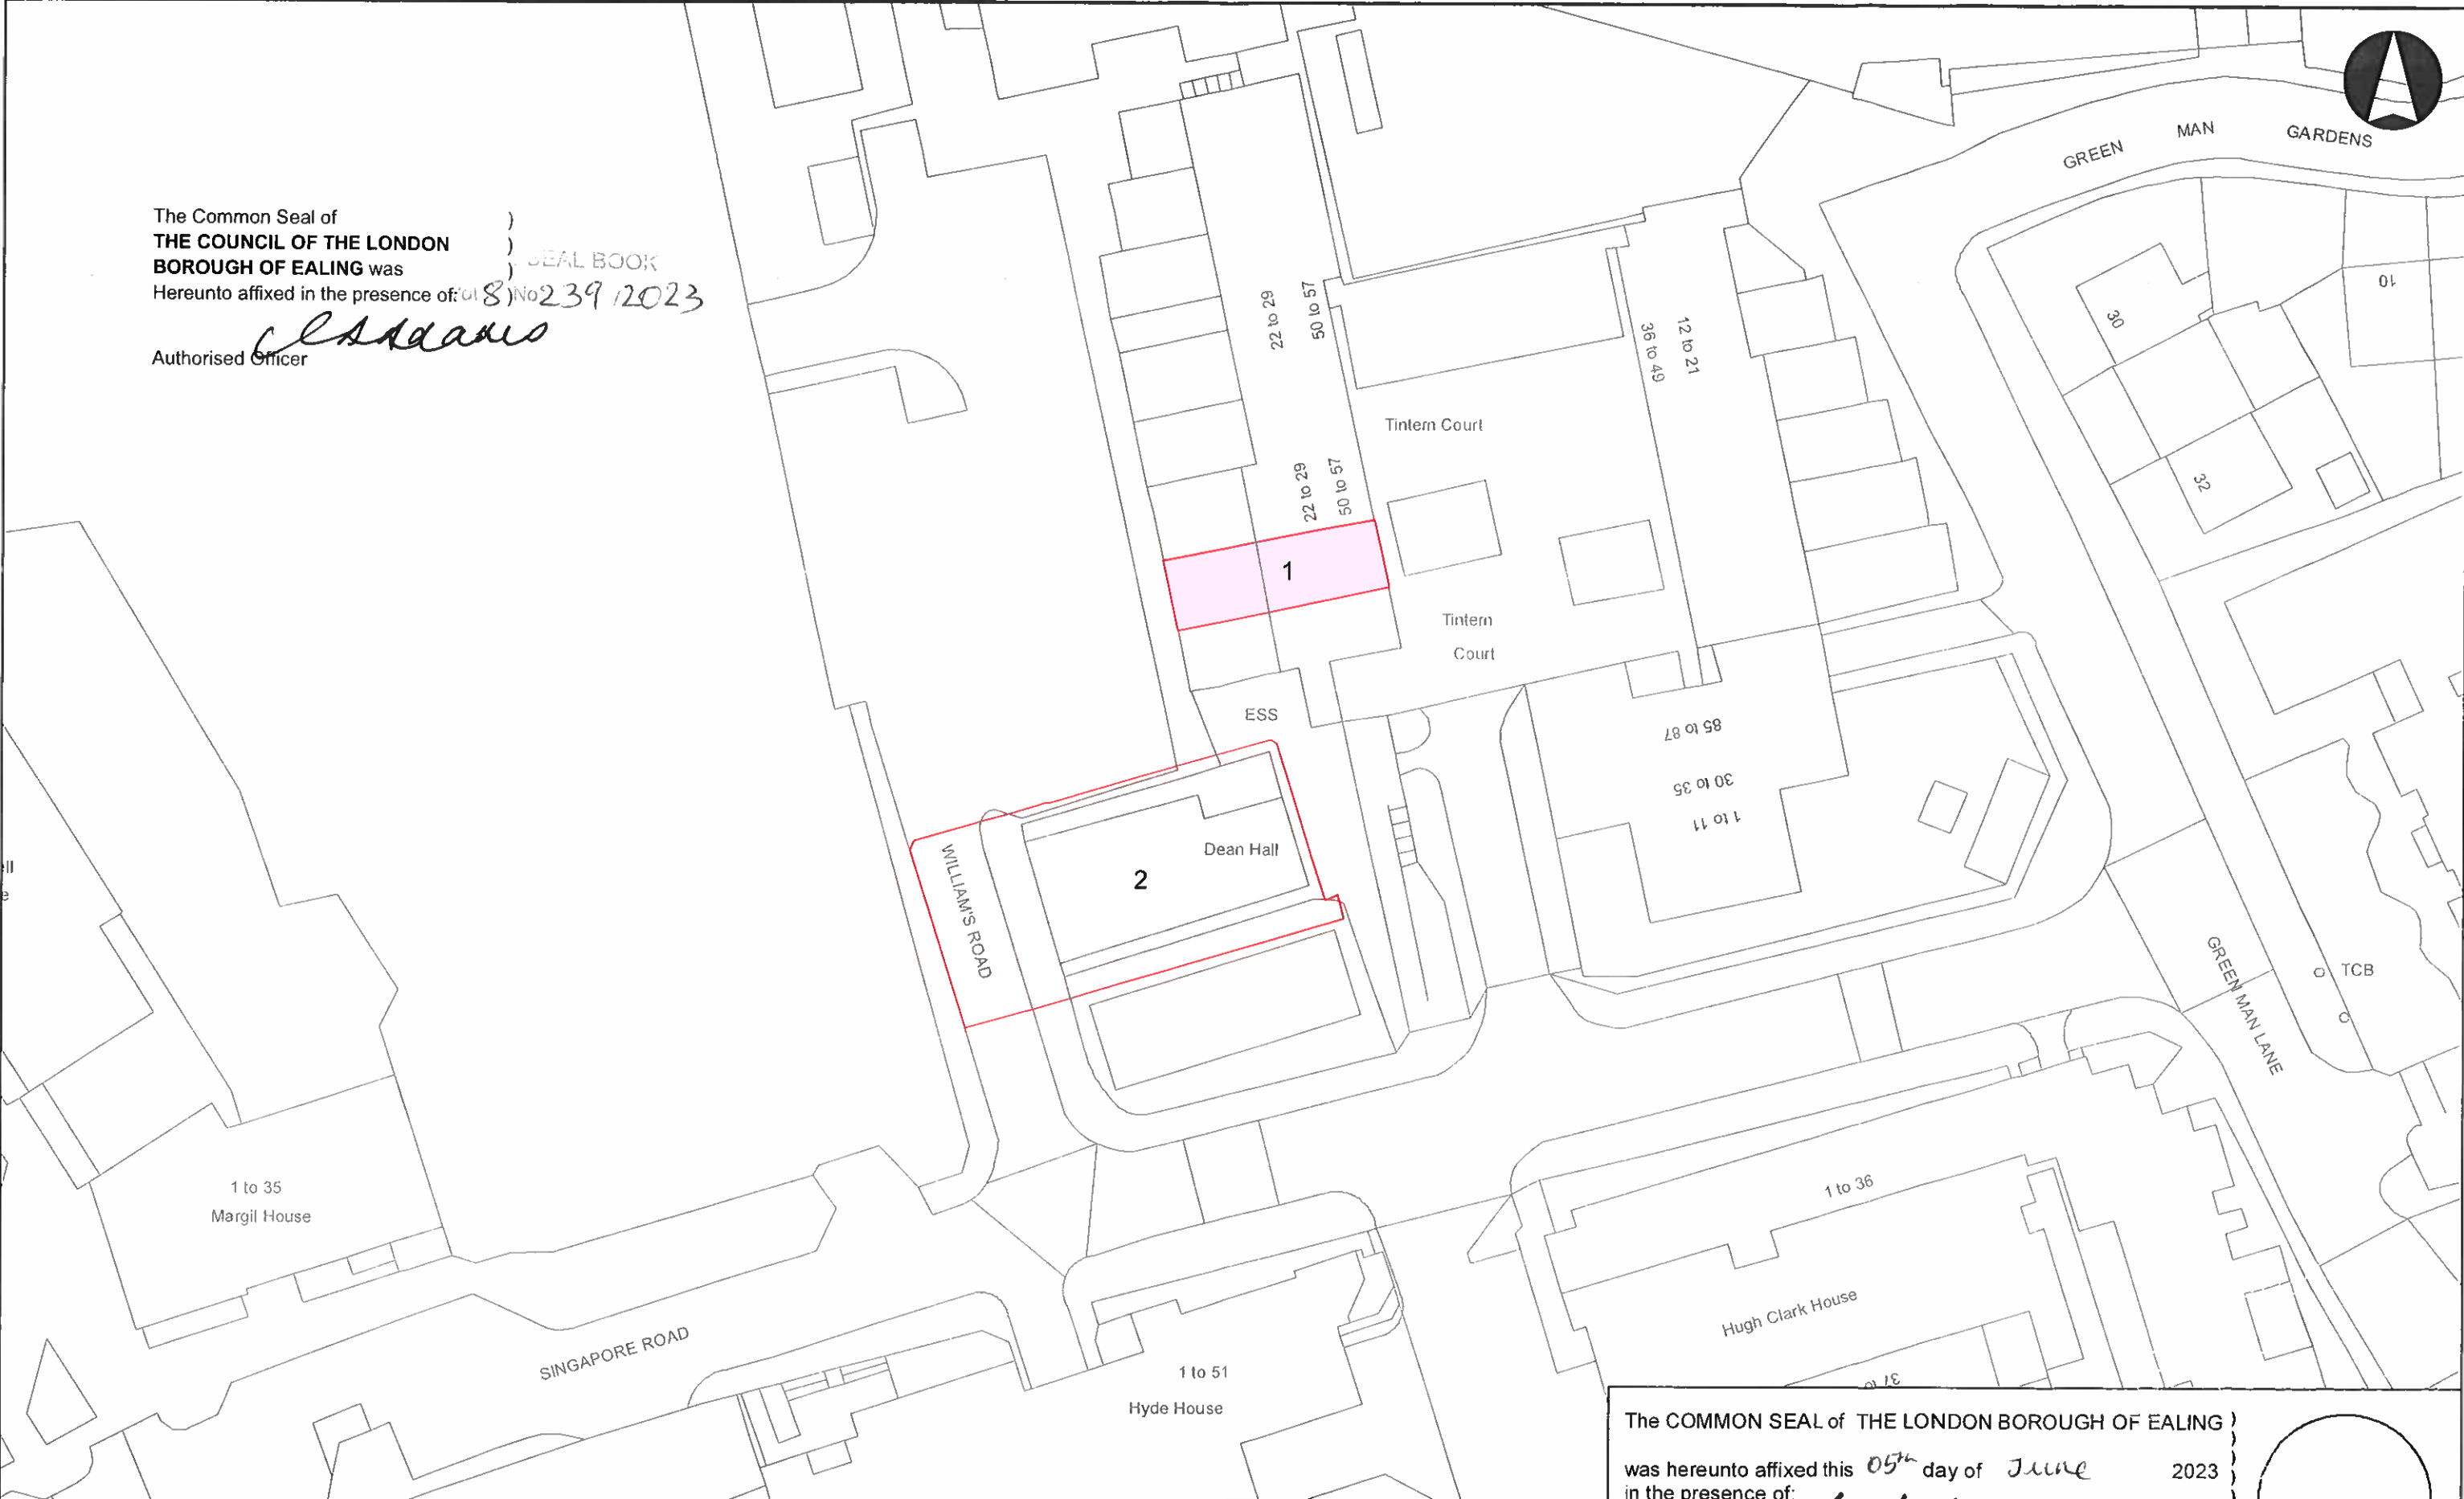 The Common Seal of )
THE COUNCIL OF THE LONDON )
BOROUGH OF EALING was )
SEAL BOOK
Hereunto affixed in the presence of: 8 ) No 239 / 2023
Authorised Officer
GREEN MAN GARDENS
22 to 29
50 to 57
36 to 49
12 to 21
30
10
32
Tintern Court
22 to 29
50 to 57
1
Tintern
Court
ESS
85 to 87
30 to 35
1 to 11
Dean Hall
2
WILLIAM'S ROAD
GREEN MAN LANE
TCB
1 to 35
Margil House
1 to 36
Hugh Clark House
SINGAPORE ROAD
1 to 51
Hyde House
The COMMON SEAL of THE LONDON BOROUGH OF EALING )
was hereunto affixed this 05th day of June 2023
in the presence of: